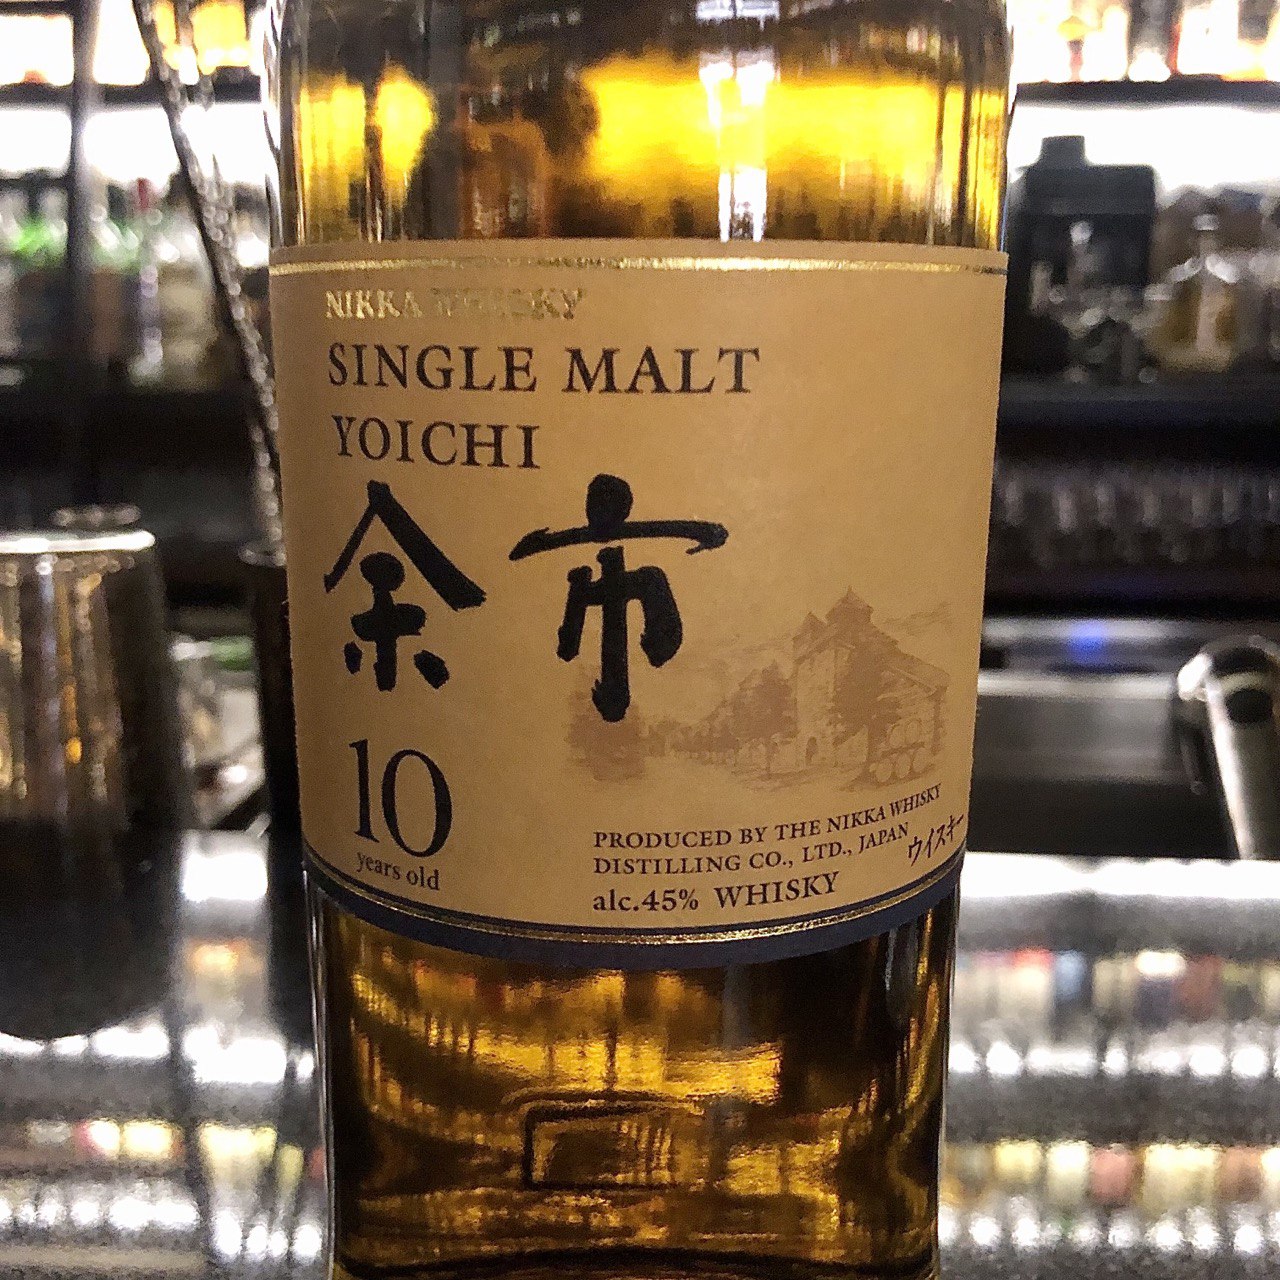 NIKKA WHISKY
SINGLE MALT
YOICHI
余市
10
years old
PRODUCED BY THE NIKKA WHISKY
DISTILLING CO., LTD., JAPAN
ウイスキー
alc.45% WHISKY